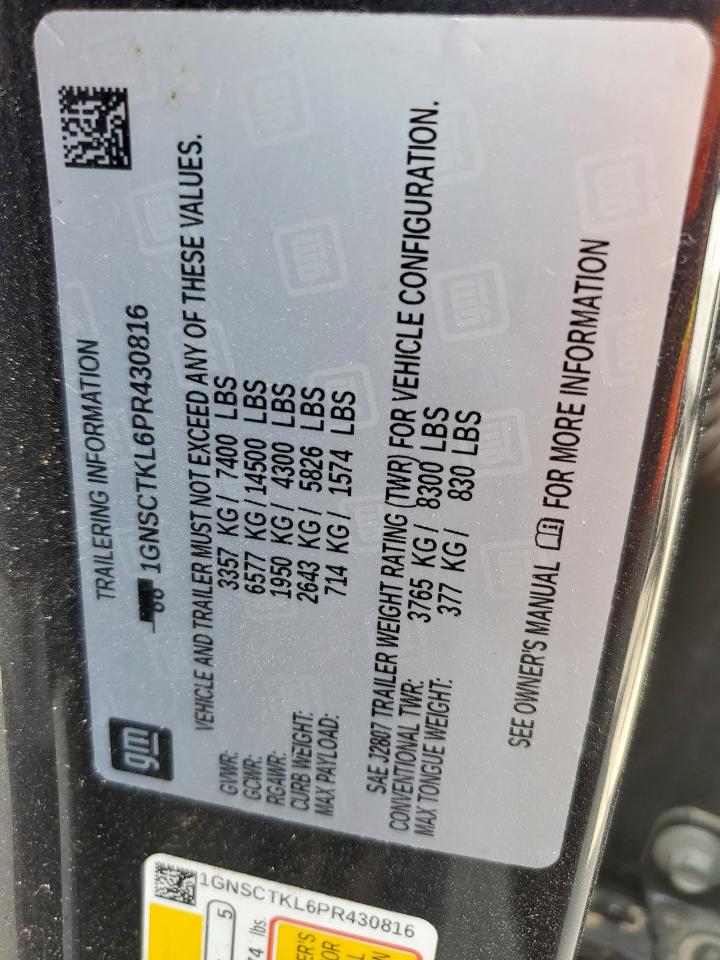 gm
TRAILERING INFORMATION
1GNSCTKL6PR430816
VEHICLE AND TRAILER MUST NOT EXCEED ANY OF THESE VALUES.
GVWR: 3357 KG / 7400 LBS
GCWR: 6577 KG / 14500 LBS
RGAWR: 1950 KG / 4300 LBS
CURB WEIGHT: 2643 KG / 5826 LBS
MAX PAYLOAD: 714 KG / 1574 LBS
SAE J2807 TRAILER WEIGHT RATING (TWR) FOR VEHICLE CONFIGURATION.
CONVENTIONAL TWR: 3765 KG / 8300 LBS
MAX TONGUE WEIGHT: 377 KG / 830 LBS
SEE OWNER'S MANUAL FOR MORE INFORMATION
1GNSCTKL6PR430816
5
lbs.